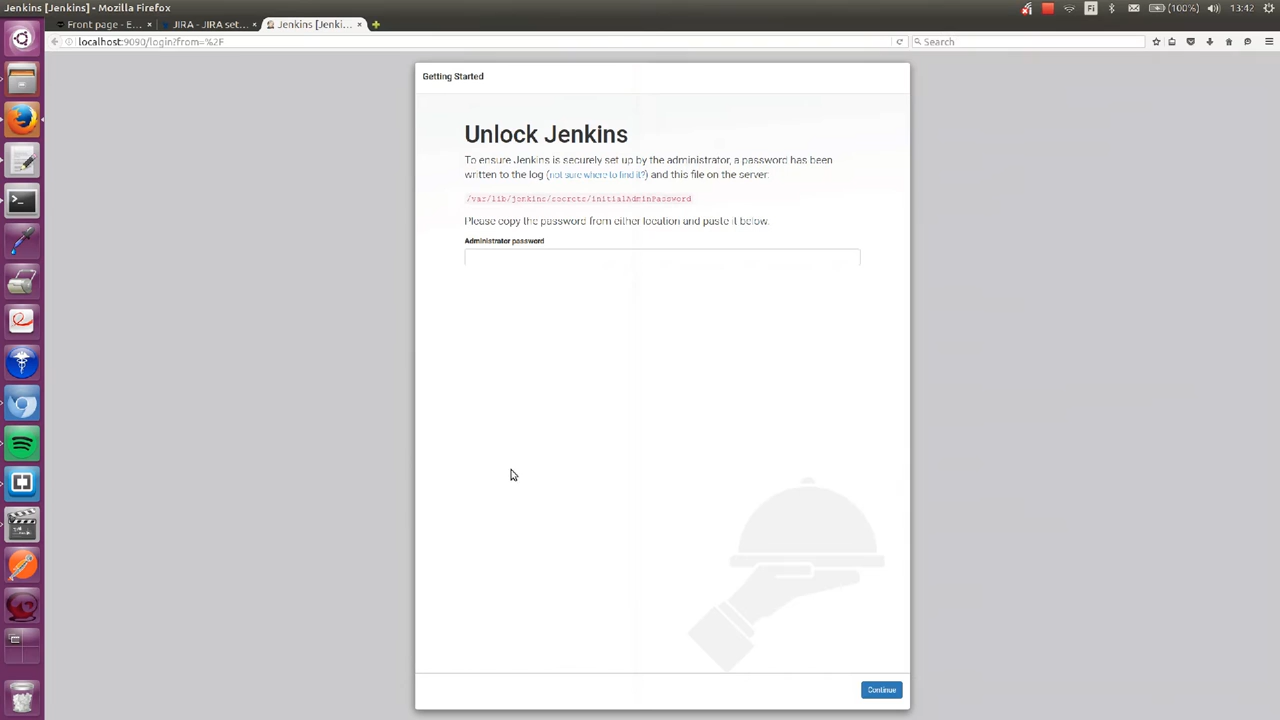 Jenkins [Jenkins] - Mozilla Firefox
Fi
(100%)
13:42
Front page - E...
JIRA - JIRA set...
Jenkins [Jenki...
localhost:9090/login?from=%2F
Search
Getting Started
Unlock Jenkins
To ensure Jenkins is securely set up by the administrator, a password has been
written to the log (not sure where to find it?) and this file on the server:
/var/lib/jenkins/secrets/initialAdminPassword
Please copy the password from either location and paste it below.
Administrator password
Continue